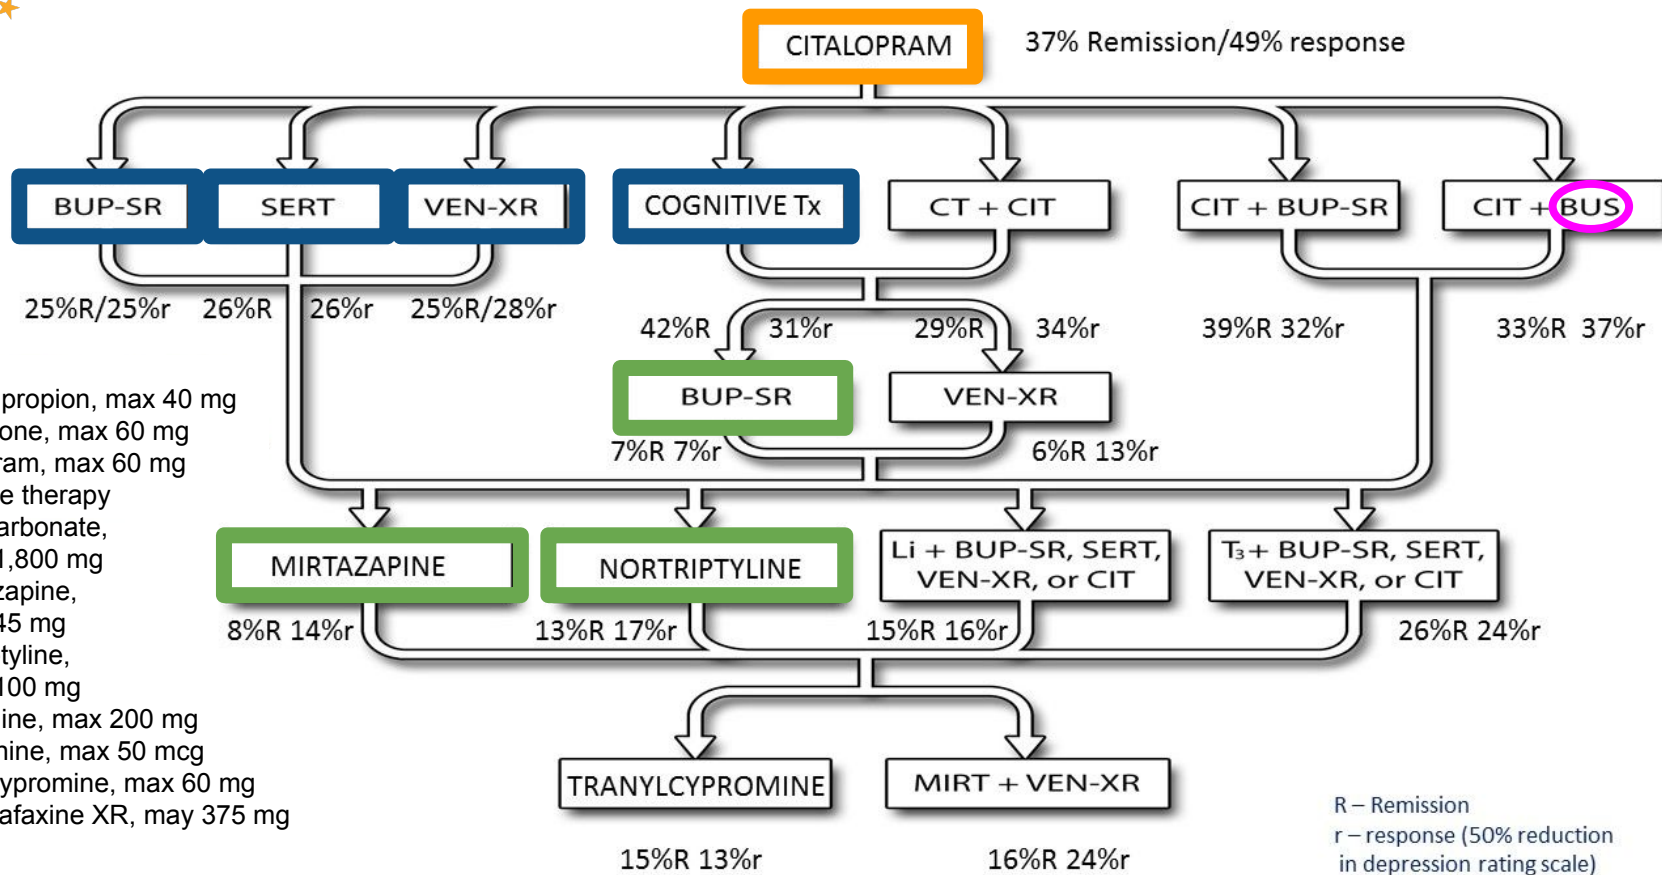 CITALOPRAM
37% Remission/49% response
BUP-SR
SERT
VEN-XR
COGNITIVE Tx
CT + CIT
CIT + BUP-SR
CIT + BUS
25%R/25%r
26%R
26%r
25%R/28%r
42%R
31%r
29%R
34%r
39%R 32%r
33%R 37%r
BUP-SR
VEN-XR
7%R 7%r
6%R 13%r
propion, max 40 mg
one, max 60 mg
ram, max 60 mg
e therapy
arbonate,
1,800 mg
zapine,
45 mg
tyline,
100 mg
ine, max 200 mg
nine, max 50 mcg
ypromine, max 60 mg
afaxine XR, may 375 mg
MIRTAZAPINE
NORTRIPTYLINE
Li + BUP-SR, SERT,
VEN-XR, or CIT
T₃+ BUP-SR, SERT,
VEN-XR, or CIT
8%R 14%r
13%R 17%r
15%R 16%r
26%R 24%r
TRANYLCYPROMINE
MIRT + VEN-XR
15%R 13%r
16%R 24%r
R – Remission
r – response (50% reduction
in depression rating scale)